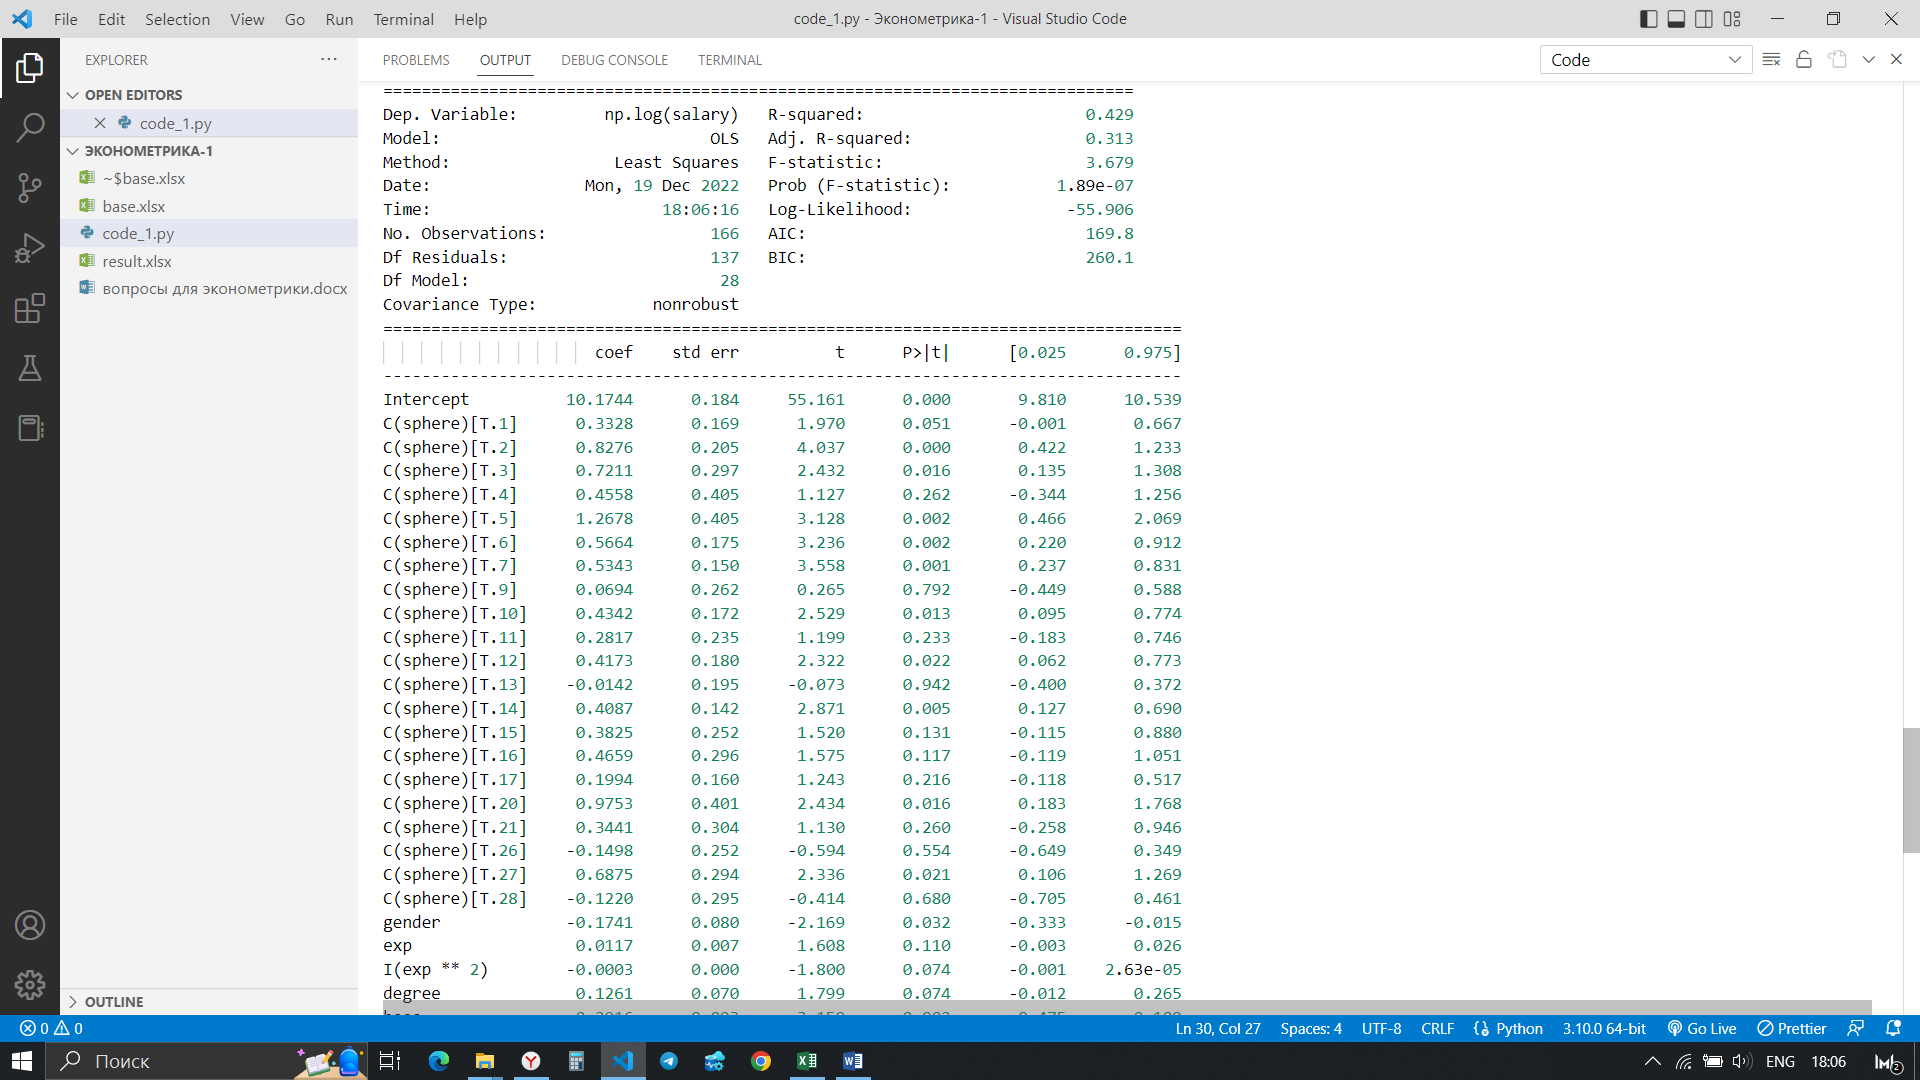 File Edit Selection View Go Run Terminal Help
code_1.py - Эконометрика-1 - Visual Studio Code
EXPLORER
OPEN EDITORS
code_1.py
ЭКОНОМЕТРИКА-1
~$base.xlsx
base.xlsx
code_1.py
result.xlsx
вопросы для эконометрики.docx
OUTLINE
PROBLEMS OUTPUT DEBUG CONSOLE TERMINAL
Code
==============================================================================
Dep. Variable: np.log(salary) R-squared: 0.429
Model: OLS Adj. R-squared: 0.313
Method: Least Squares F-statistic: 3.679
Date: Mon, 19 Dec 2022 Prob (F-statistic): 1.89e-07
Time: 18:06:16 Log-Likelihood: -55.906
No. Observations: 166 AIC: 169.8
Df Residuals: 137 BIC: 260.1
Df Model: 28
Covariance Type: nonrobust
===================================================================================
coef std err t P>|t| [0.025 0.975]
-----------------------------------------------------------------------------------
Intercept 10.1744 0.184 55.161 0.000 9.810 10.539
C(sphere)[T.1] 0.3328 0.169 1.970 0.051 -0.001 0.667
C(sphere)[T.2] 0.8276 0.205 4.037 0.000 0.422 1.233
C(sphere)[T.3] 0.7211 0.297 2.432 0.016 0.135 1.308
C(sphere)[T.4] 0.4558 0.405 1.127 0.262 -0.344 1.256
C(sphere)[T.5] 1.2678 0.405 3.128 0.002 0.466 2.069
C(sphere)[T.6] 0.5664 0.175 3.236 0.002 0.220 0.912
C(sphere)[T.7] 0.5343 0.150 3.558 0.001 0.237 0.831
C(sphere)[T.9] 0.0694 0.262 0.265 0.792 -0.449 0.588
C(sphere)[T.10] 0.4342 0.172 2.529 0.013 0.095 0.774
C(sphere)[T.11] 0.2817 0.235 1.199 0.233 -0.183 0.746
C(sphere)[T.12] 0.4173 0.180 2.322 0.022 0.062 0.773
C(sphere)[T.13] -0.0142 0.195 -0.073 0.942 -0.400 0.372
C(sphere)[T.14] 0.4087 0.142 2.871 0.005 0.127 0.690
C(sphere)[T.15] 0.3825 0.252 1.520 0.131 -0.115 0.880
C(sphere)[T.16] 0.4659 0.296 1.575 0.117 -0.119 1.051
C(sphere)[T.17] 0.1994 0.160 1.243 0.216 -0.118 0.517
C(sphere)[T.20] 0.9753 0.401 2.434 0.016 0.183 1.768
C(sphere)[T.21] 0.3441 0.304 1.130 0.260 -0.258 0.946
C(sphere)[T.26] -0.1498 0.252 -0.594 0.554 -0.649 0.349
C(sphere)[T.27] 0.6875 0.294 2.336 0.021 0.106 1.269
C(sphere)[T.28] -0.1220 0.295 -0.414 0.680 -0.705 0.461
gender -0.1741 0.080 -2.169 0.032 -0.333 -0.015
exp 0.0117 0.007 1.608 0.110 -0.003 0.026
I(exp ** 2) -0.0003 0.000 -1.800 0.074 -0.001 2.63e-05
degree 0.1261 0.070 1.799 0.074 -0.012 0.265
0 0 Ln 30, Col 27 Spaces: 4 UTF-8 CRLF Python 3.10.0 64-bit Go Live Prettier
Поиск ENG 18:06